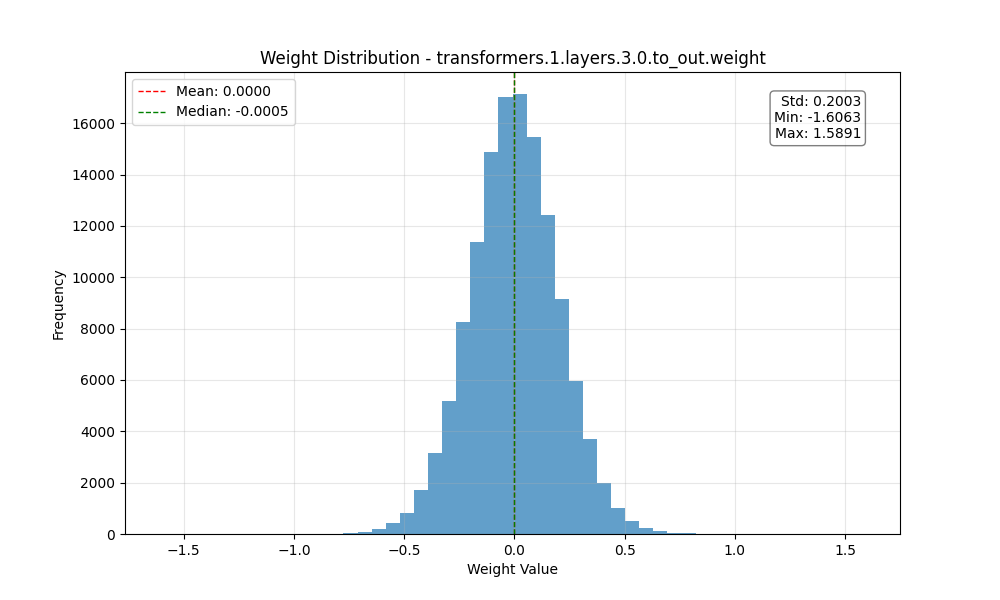 Weight Distribution - transformers.1.layers.3.0.to_out.weight
Mean: 0.0000
Median: -0.0005
Std: 0.2003
Min: -1.6063
Max: 1.5891
Frequency
16000
14000
12000
10000
8000
6000
4000
2000
0
−1.5 −1.0 −0.5 0.0 0.5 1.0 1.5
Weight Value